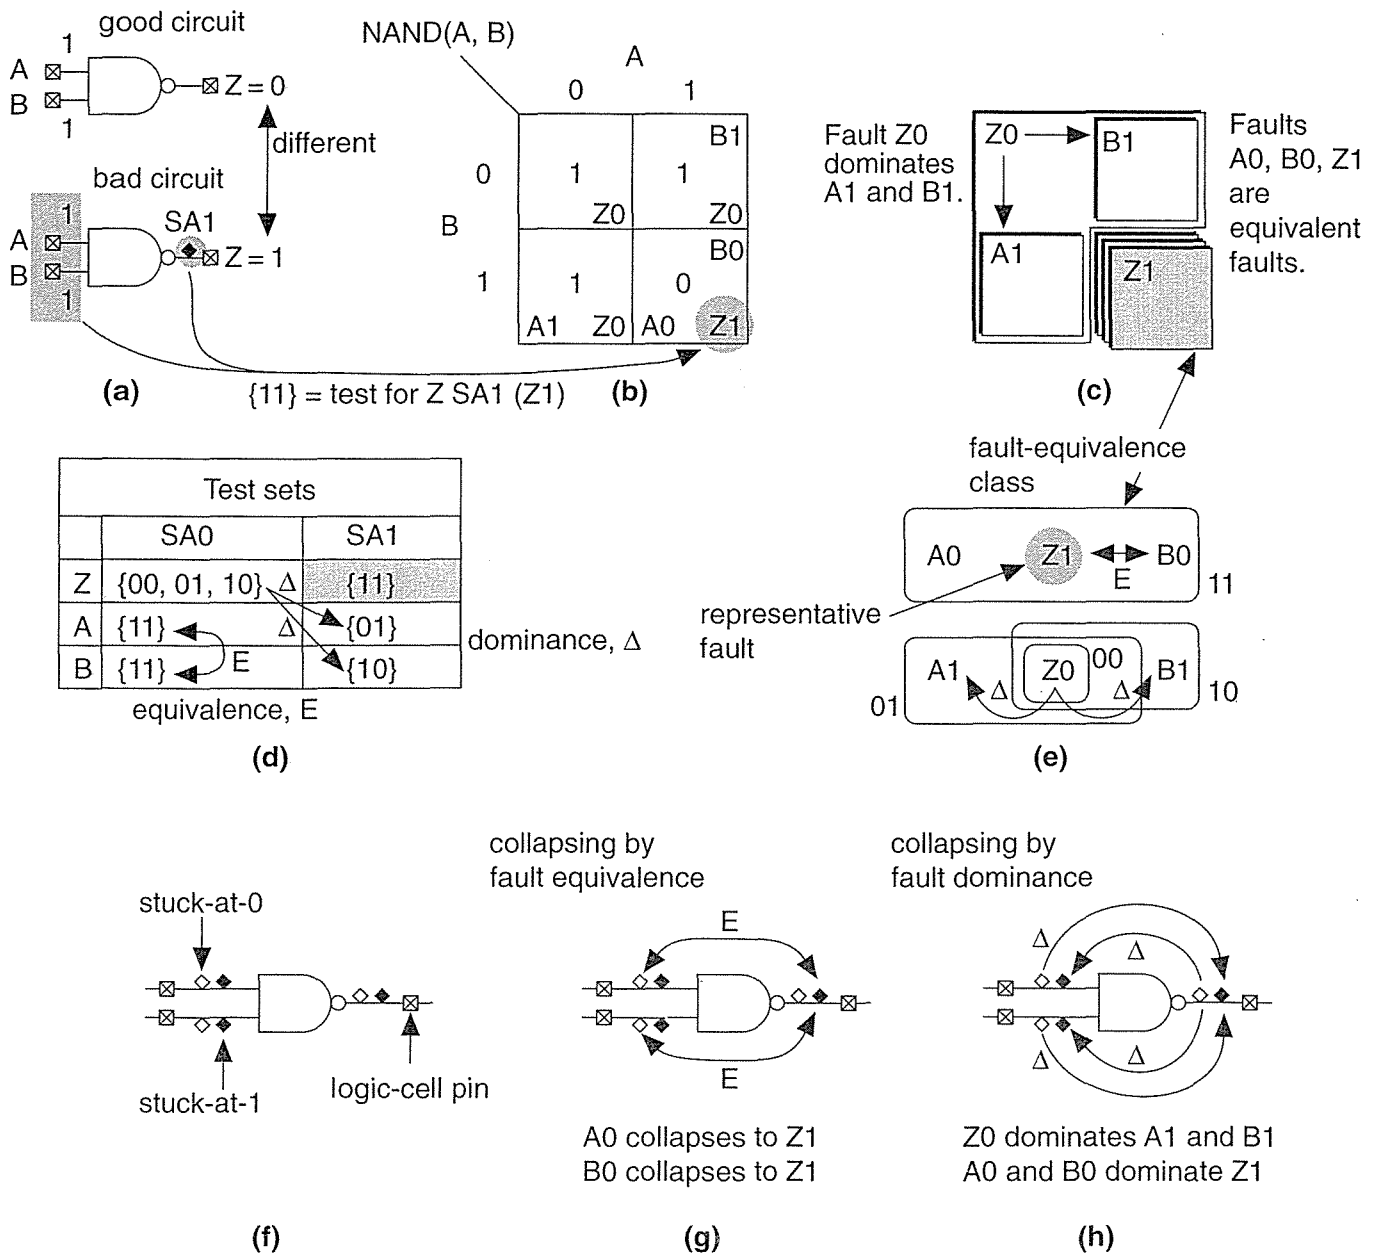 good circuit
1
A
B
1
Z = 0
different
bad circuit
1
SA1
A
B
1
Z = 1
(a)
{11} = test for Z SA1 (Z1)
NAND(A, B)
A
0 1
B
0
1
1
Z0
B1
1
Z0
1
A1 Z0
B0
0
A0 Z1
(b)
Fault Z0
dominates
A1 and B1.
Z0
B1
A1
Z1
Faults
A0, B0, Z1
are
equivalent
faults.
(c)
fault-equivalence
class
Test sets
SA0 SA1
Z {00, 01, 10} Δ {11}
A {11} Δ {01}
B {11} E {10}
dominance, Δ
equivalence, E
(d)
A0 Z1 B0
E
11
representative
fault
A1 Z0 00 B1
Δ Δ
01
10
(e)
stuck-at-0
stuck-at-1
logic-cell pin
(f)
collapsing by
fault equivalence
E
E
A0 collapses to Z1
B0 collapses to Z1
(g)
collapsing by
fault dominance
Δ
Δ
Δ
Δ
Z0 dominates A1 and B1
A0 and B0 dominate Z1
(h)